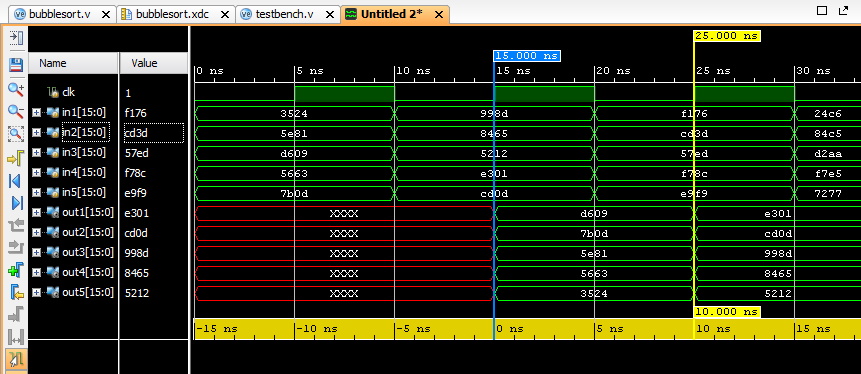 bubblesort.v bubblesort.xdc testbench.v Untitled 2*
25.000 ns
15.000 ns
Name Value
0 ns 5 ns 10 ns 15 ns 20 ns 25 ns 30 ns
clk 1
in1[15:0] f176 3524 998d f176 24c6
in2[15:0] cd3d 5e81 8465 cd3d 84c5
in3[15:0] 57ed d609 5212 57ed d2aa
in4[15:0] f78c 5663 e301 f78c f7e5
in5[15:0] e9f9 7b0d cd0d e9f9 7277
out1[15:0] e301 XXXX d609 e301
out2[15:0] cd0d XXXX 7b0d cd0d
out3[15:0] 998d XXXX 5e81 998d
out4[15:0] 8465 XXXX 5663 8465
out5[15:0] 5212 XXXX 3524 5212
10.000 ns
-15 ns -10 ns -5 ns 0 ns 5 ns 10 ns 15 ns